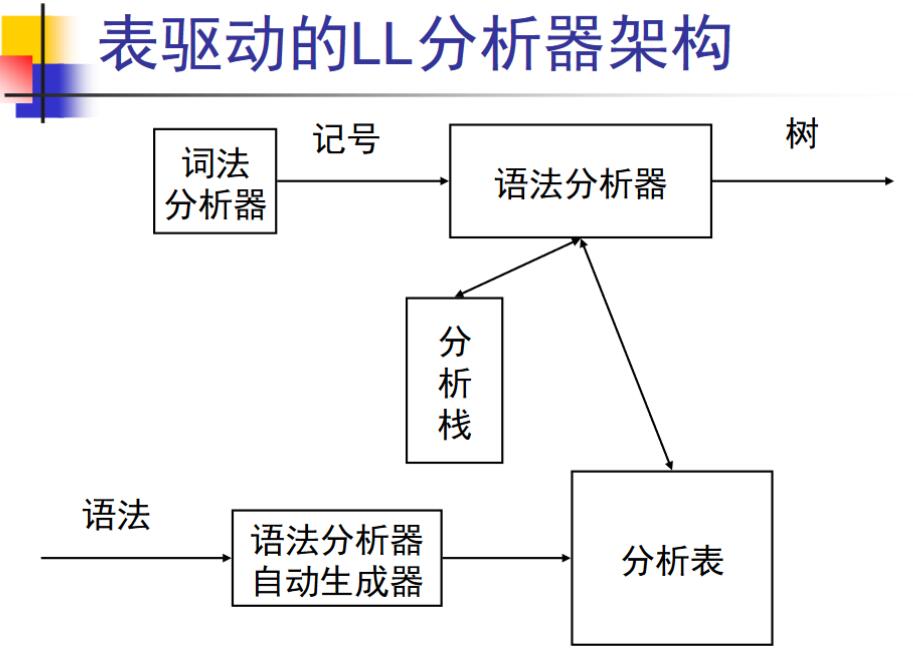 表驱动的LL分析器架构
记号
树
词法
分析器
语法分析器
分
析
栈
语法
语法分析器
自动生成器
分析表